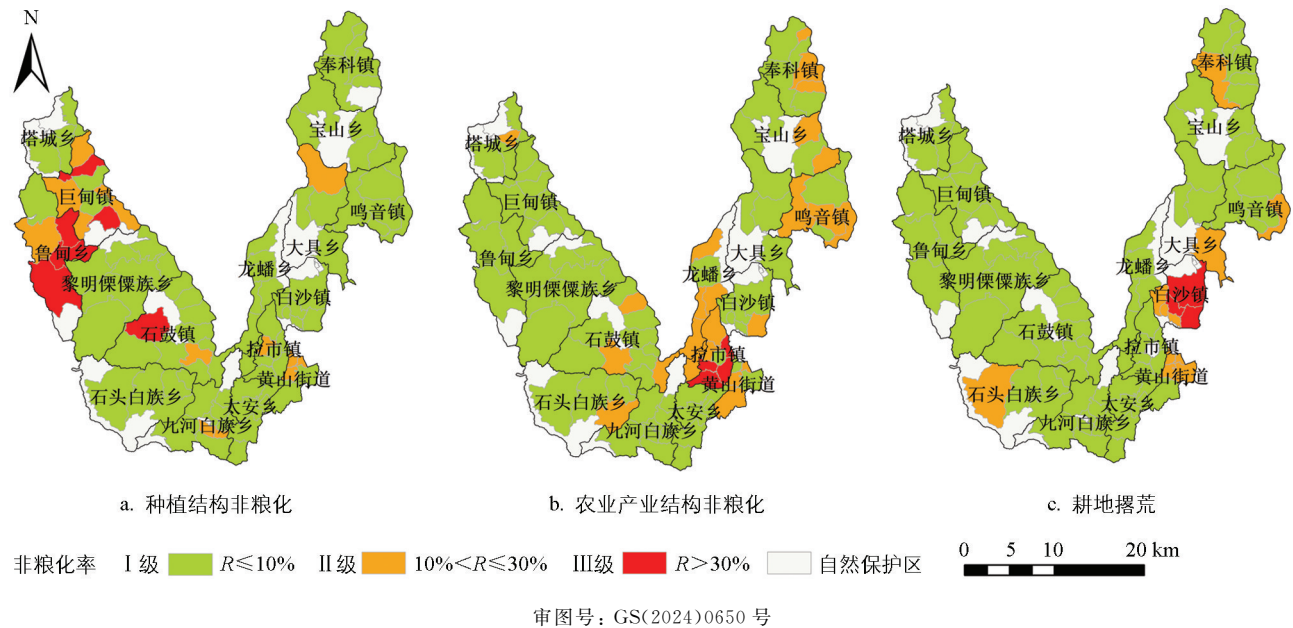 N
奉科镇
宝山乡
塔城乡
巨甸镇
鸣音镇
鲁甸乡
大具乡
龙蟠乡
黎明傈僳族乡
白沙镇
石鼓镇
拉市镇
黄山街道
石头白族乡
太安乡
九河白族乡
a. 种植结构非粮化
奉科镇
宝山乡
塔城乡
巨甸镇
鸣音镇
鲁甸乡
大具乡
龙蟠乡
黎明傈僳族乡
白沙镇
石鼓镇
拉市镇
黄山街道
石头白族乡
太安乡
九河白族乡
b. 农业产业结构非粮化
奉科镇
宝山乡
塔城乡
巨甸镇
鸣音镇
鲁甸乡
大具乡
龙蟠乡
黎明傈僳族乡
白沙镇
石鼓镇
拉市镇
黄山街道
石头白族乡
太安乡
九河白族乡
c. 耕地撂荒
非粮化率 Ⅰ级 R≤10% Ⅱ级 10%<R≤30% Ⅲ级 R>30% 自然保护区
0 5 10 20 km
审图号: GS(2024)0650 号